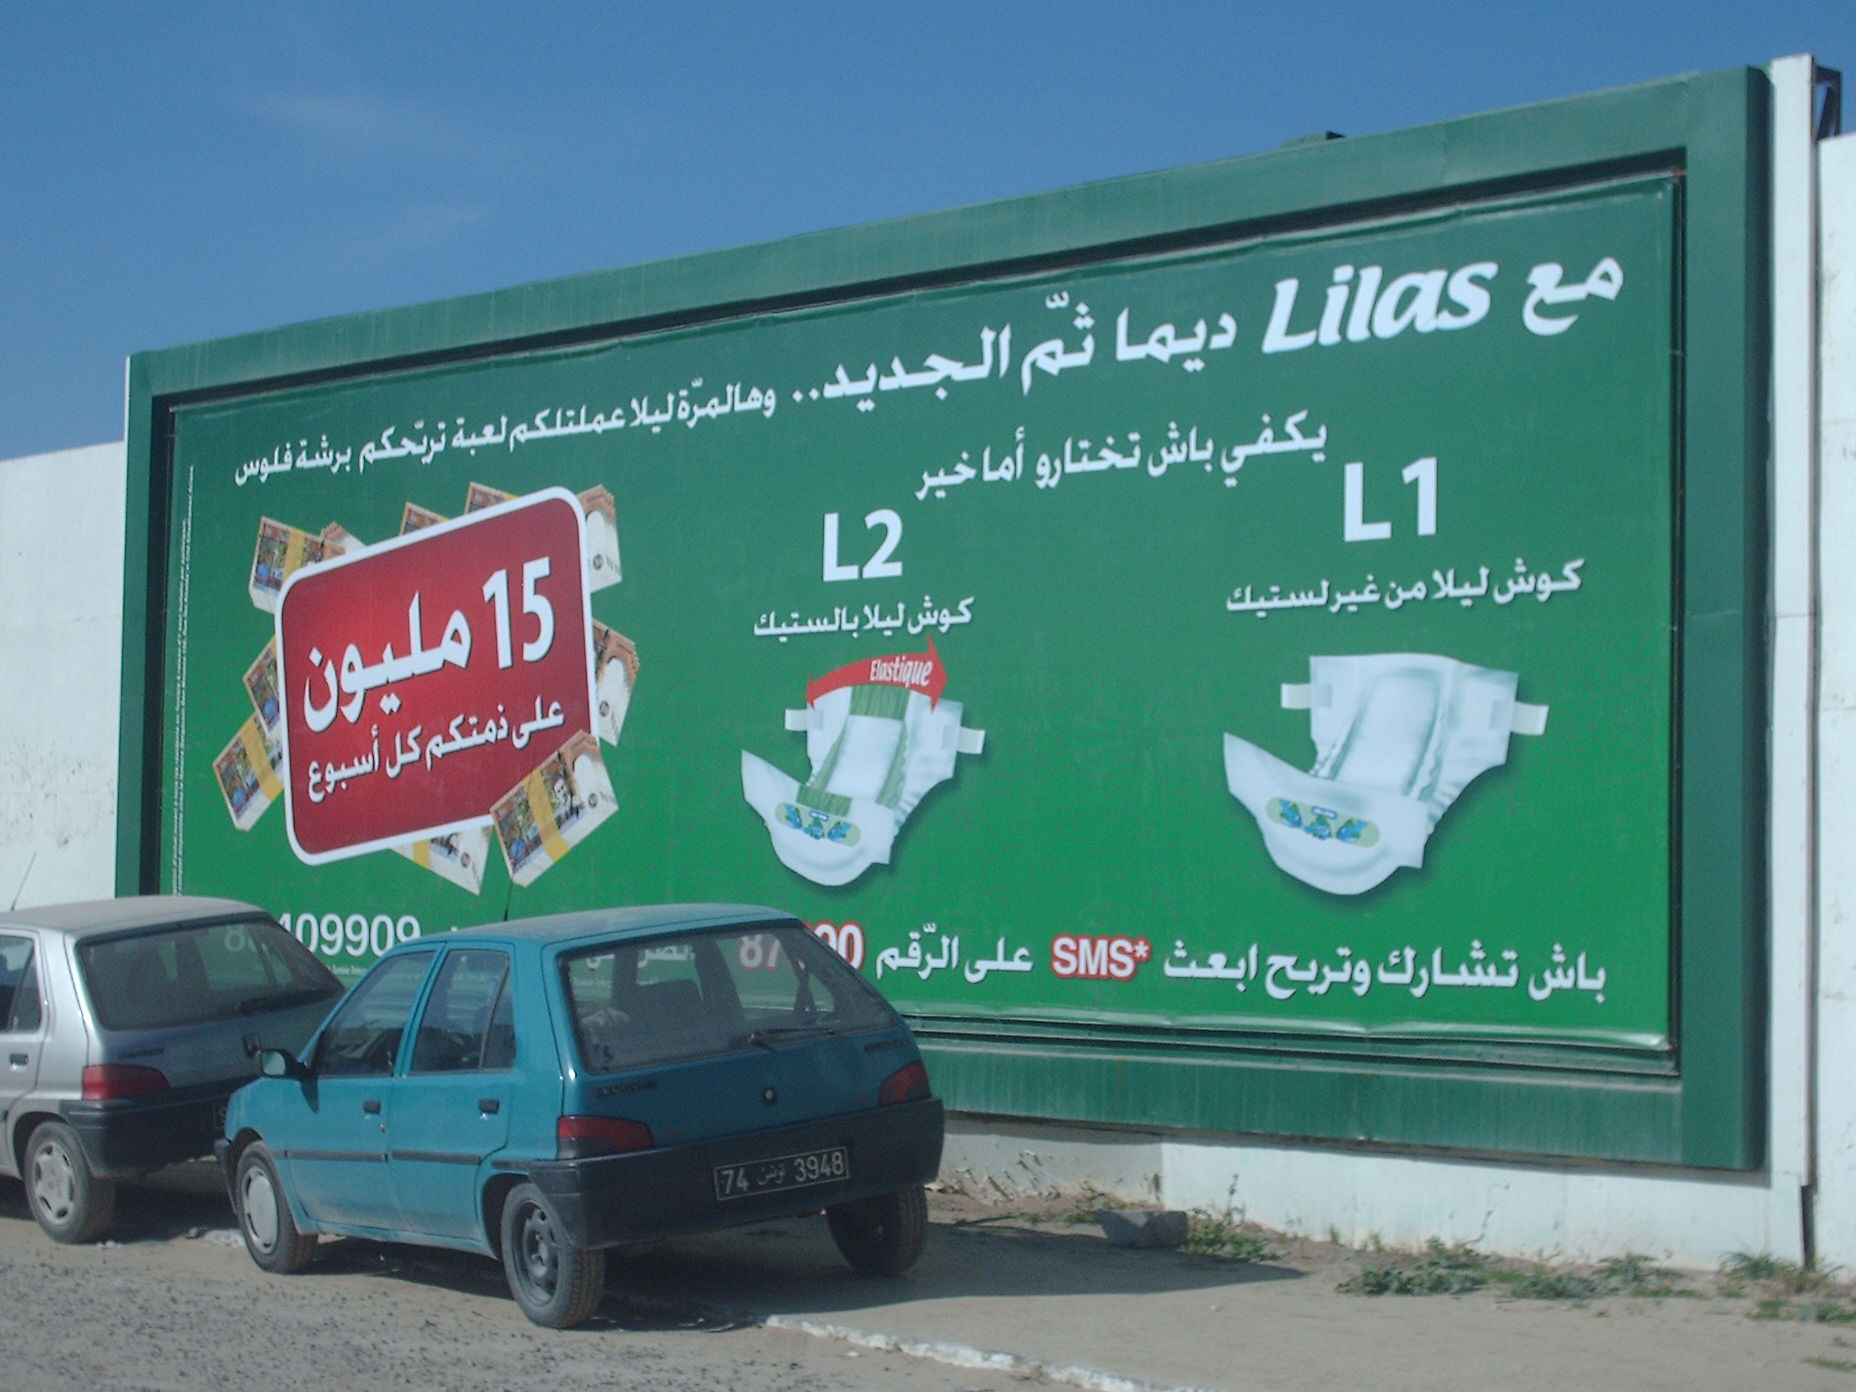 مع Lilas ديما ثمّ الجديد.. وهالمرّة ليلا عملتلكم لعبة تربّحكم برشة فلوس
يكفي باش تختارو أما خير
L1
كوش ليلا من غير لستيك
L2
كوش ليلا بالستيك
Elastique
15 مليون
على ذمتكم كل أسبوع
باش تشارك وتربح ابعث SMS* على الرّقم
409909
74 تونس 3948